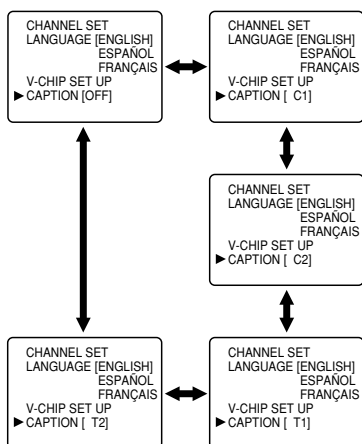 CHANNEL SET
LANGUAGE [ENGLISH]
ESPAÑOL
FRANÇAIS
V-CHIP SET UP
▶CAPTION [OFF]
CHANNEL SET
LANGUAGE [ENGLISH]
ESPAÑOL
FRANÇAIS
V-CHIP SET UP
▶CAPTION [ C1]
CHANNEL SET
LANGUAGE [ENGLISH]
ESPAÑOL
FRANÇAIS
V-CHIP SET UP
▶CAPTION [ C2]
CHANNEL SET
LANGUAGE [ENGLISH]
ESPAÑOL
FRANÇAIS
V-CHIP SET UP
▶CAPTION [ T2]
CHANNEL SET
LANGUAGE [ENGLISH]
ESPAÑOL
FRANÇAIS
V-CHIP SET UP
▶CAPTION [ T1]